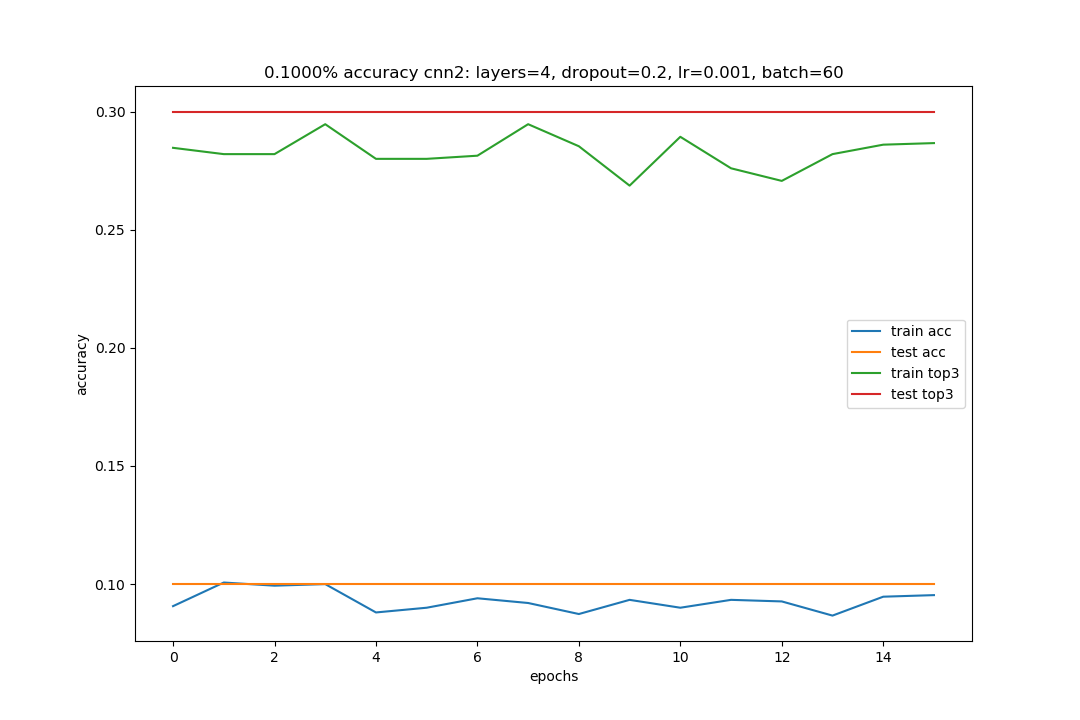 0.1000% accuracy cnn2: layers=4, dropout=0.2, lr=0.001, batch=60
accuracy
0.30
0.25
0.20
0.15
0.10
train acc
test acc
train top3
test top3
0 2 4 6 8 10 12 14
epochs